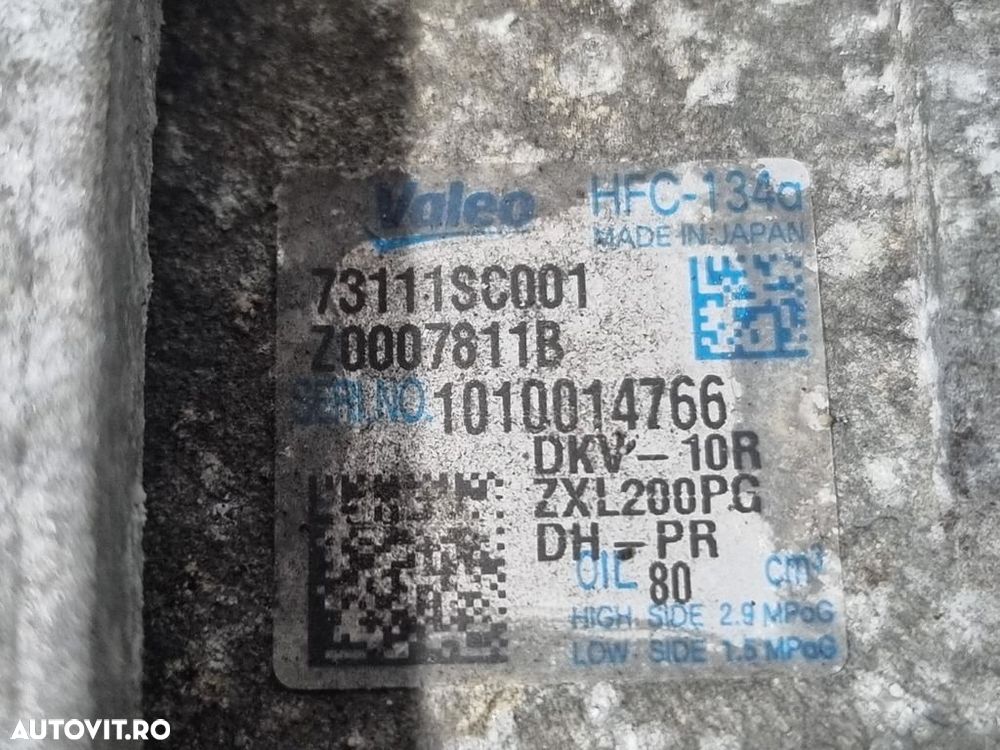 Valeo
HFC-134a
MADE IN JAPAN
73111SC001
Z0007811B
SERI.NO. 1010014766
DKV-10R
ZXL200PG
DH-PR
OIL 80 cm³
HIGH SIDE 2.9 MPaG
LOW SIDE 1.5 MPaG
AUTOVIT.RO